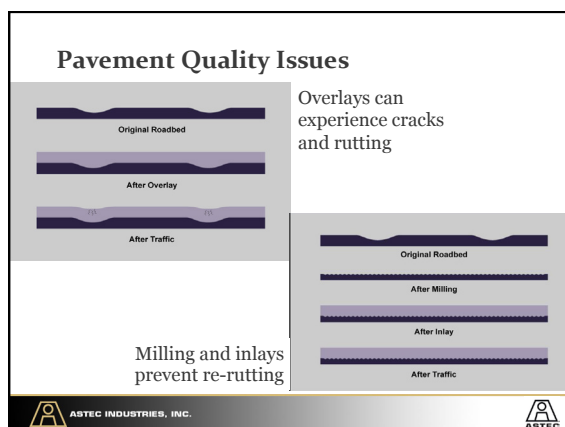 Pavement Quality Issues
Overlays can
experience cracks
and rutting
Original Roadbed
After Overlay
After Traffic
Original Roadbed
After Milling
After Inlay
After Traffic
Milling and inlays
prevent re-rutting
ASTEC INDUSTRIES, INC.
ASTEC